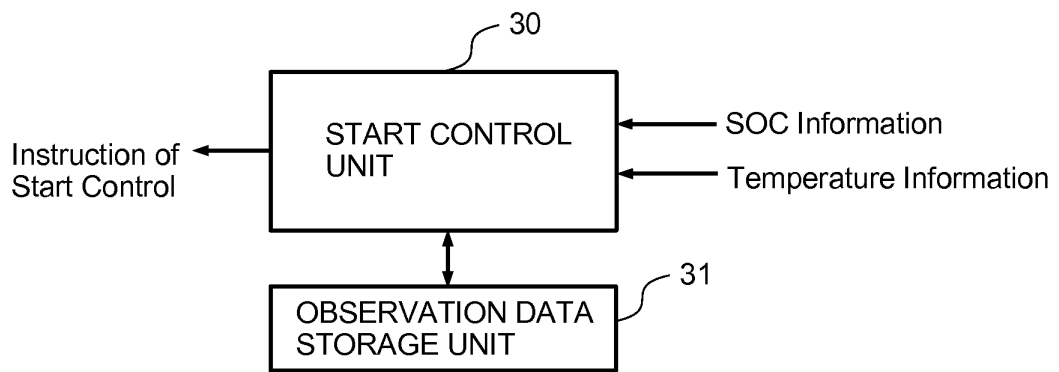 30
START CONTROL
UNIT
SOC Information
Instruction of
Start Control
Temperature Information
31
OBSERVATION DATA
STORAGE UNIT